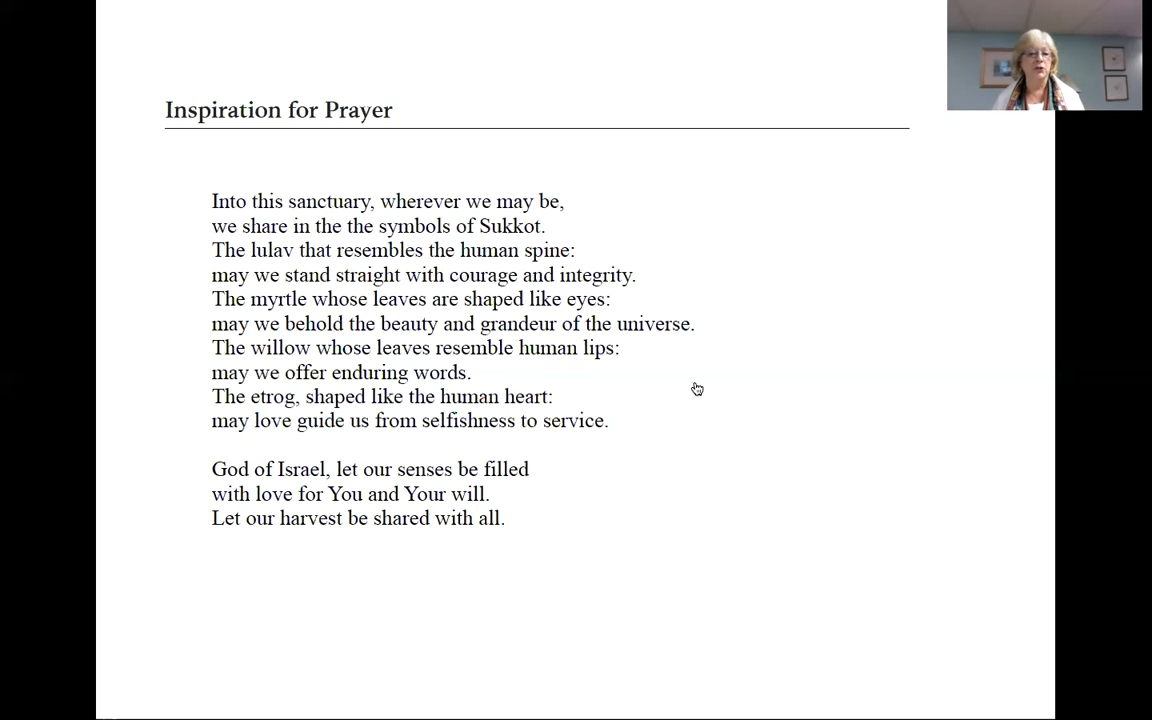 Inspiration for Prayer
Into this sanctuary, wherever we may be,
we share in the the symbols of Sukkot.
The lulav that resembles the human spine:
may we stand straight with courage and integrity.
The myrtle whose leaves are shaped like eyes:
may we behold the beauty and grandeur of the universe.
The willow whose leaves resemble human lips:
may we offer enduring words.
The etrog, shaped like the human heart:
may love guide us from selfishness to service.
God of Israel, let our senses be filled
with love for You and Your will.
Let our harvest be shared with all.